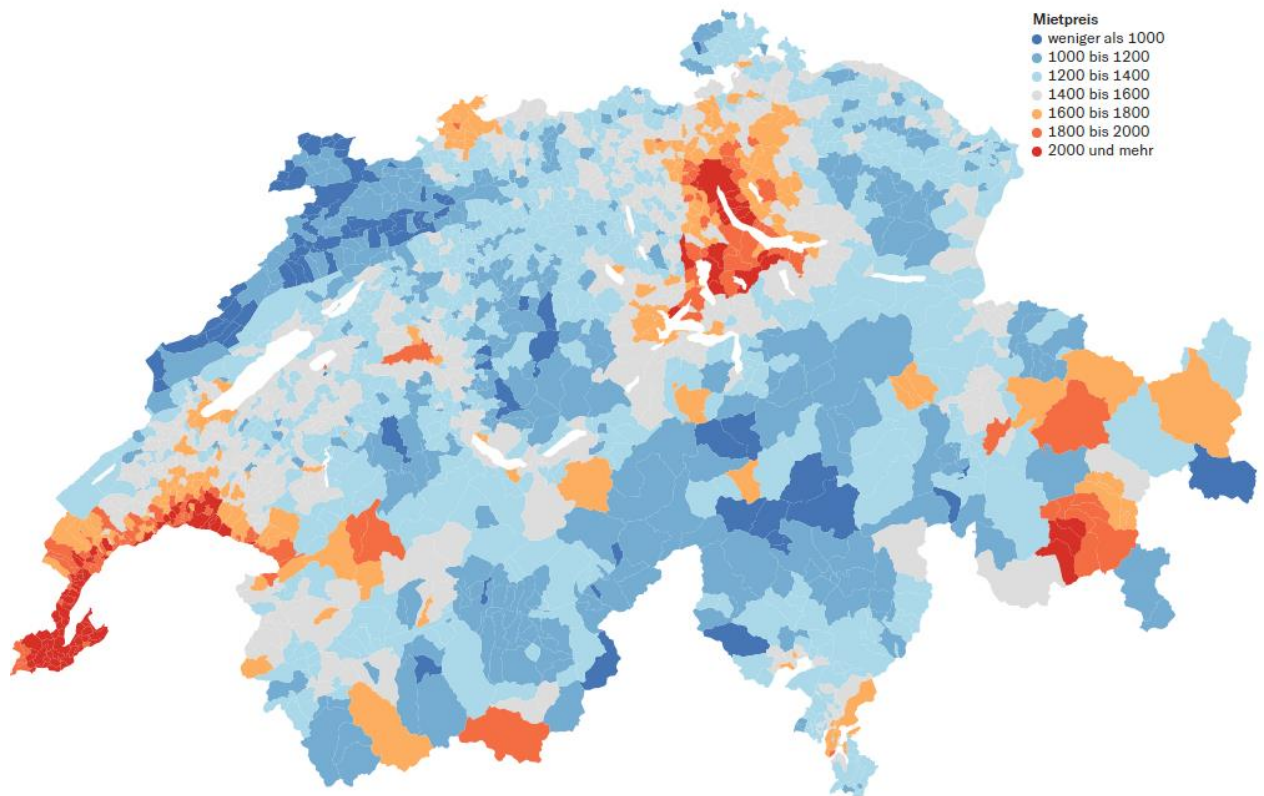 Mietpreis
weniger als 1000
1000 bis 1200
1200 bis 1400
1400 bis 1600
1600 bis 1800
1800 bis 2000
2000 und mehr